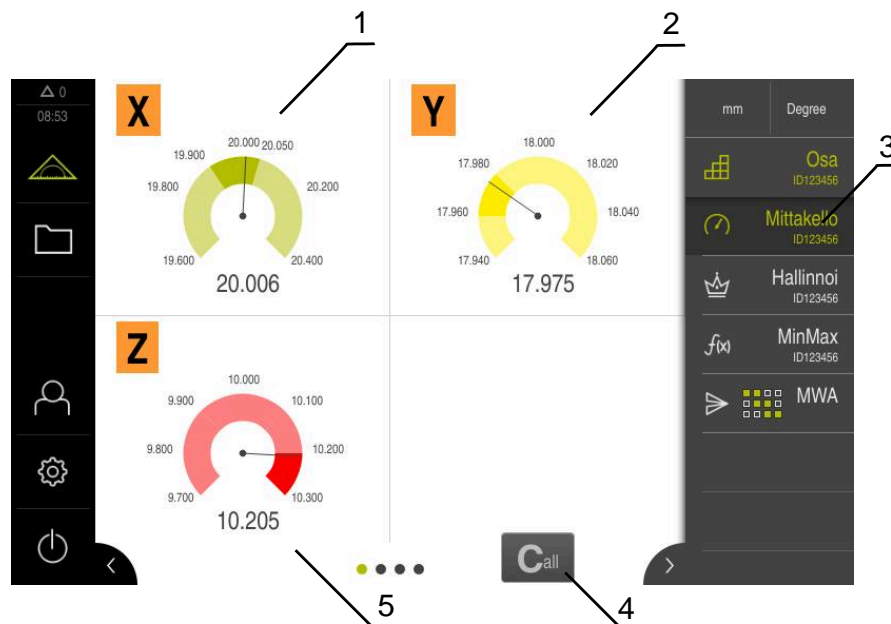 1
2
0
08:53
X
20.000
20.050
19.900
19.800
20.200
19.600
20.400
20.006
Y
18.000
17.980
18.020
17.960
18.040
17.940
18.060
17.975
mm
Degree
3
Osa
ID123456
Mittakello
ID123456
Hallinnoi
ID123456
f(x)
MinMax
ID123456
MWA
Z
10.000
9.900
10.100
9.800
10.200
9.700
10.300
10.205
Call
5
4